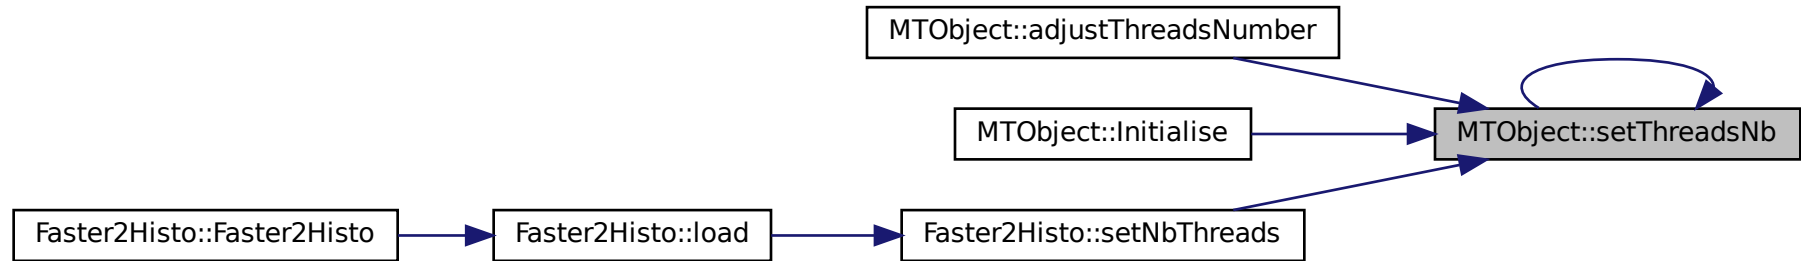 MTObject::adjustThreadsNumber
MTObject::Initialise
MTObject::setThreadsNb
Faster2Histo::Faster2Histo
Faster2Histo::load
Faster2Histo::setNbThreads